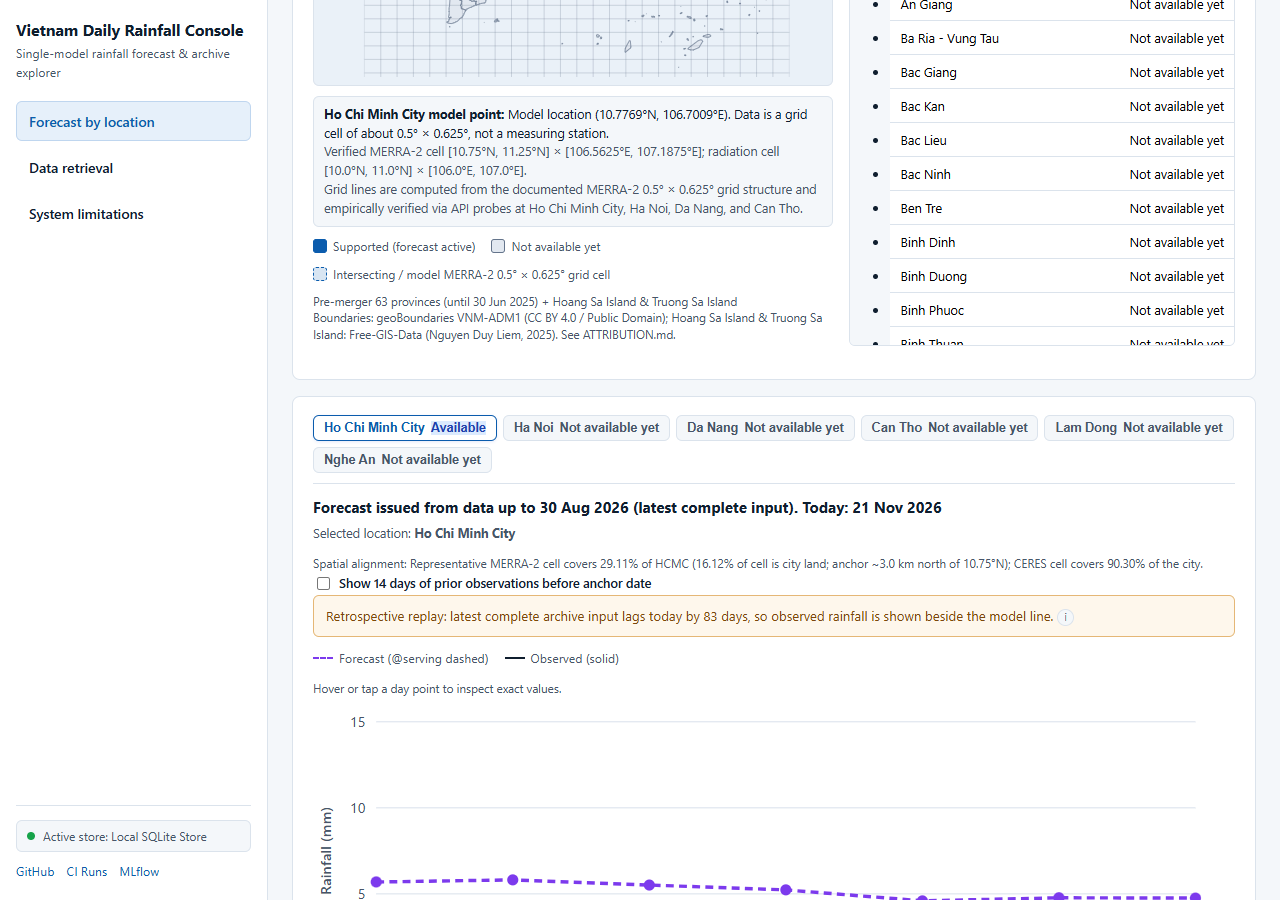 Vietnam Daily Rainfall Console
Single-model rainfall forecast & archive
explorer
Forecast by location
Data retrieval
System limitations
Active store: Local SQLite Store
GitHub CI Runs MLflow
Ho Chi Minh City model point: Model location (10.7769°N, 106.7009°E). Data is a grid
cell of about 0.5° × 0.625°, not a measuring station.
Verified MERRA-2 cell [10.75°N, 11.25°N] × [106.5625°E, 107.1875°E]; radiation cell
[10.0°N, 11.0°N] × [106.0°E, 107.0°E].
Grid lines are computed from the documented MERRA-2 0.5° × 0.625° grid structure and
empirically verified via API probes at Ho Chi Minh City, Ha Noi, Da Nang, and Can Tho.
Supported (forecast active) Not available yet
Intersecting / model MERRA-2 0.5° × 0.625° grid cell
Pre-merger 63 provinces (until 30 Jun 2025) + Hoang Sa Island & Truong Sa Island
Boundaries: geoBoundaries VNM-ADM1 (CC BY 4.0 / Public Domain); Hoang Sa Island & Truong Sa
Island: Free-GIS-Data (Nguyen Duy Liem, 2025). See ATTRIBUTION.md.
An Giang Not available yet
Ba Ria - Vung Tau Not available yet
Bac Giang Not available yet
Bac Kan Not available yet
Bac Lieu Not available yet
Bac Ninh Not available yet
Ben Tre Not available yet
Binh Dinh Not available yet
Binh Duong Not available yet
Binh Phuoc Not available yet
Binh Thuan Not available yet
Ho Chi Minh City Available Ha Noi Not available yet Da Nang Not available yet Can Tho Not available yet Lam Dong Not available yet
Nghe An Not available yet
Forecast issued from data up to 30 Aug 2026 (latest complete input). Today: 21 Nov 2026
Selected location: Ho Chi Minh City
Spatial alignment: Representative MERRA-2 cell covers 29.11% of HCMC (16.12% of cell is city land; anchor ~3.0 km north of 10.75°N); CERES cell covers 90.30% of the city.
Show 14 days of prior observations before anchor date
Retrospective replay: latest complete archive input lags today by 83 days, so observed rainfall is shown beside the model line. i
Forecast (@serving dashed) Observed (solid)
Hover or tap a day point to inspect exact values.
15
10
5
Rainfall (mm)